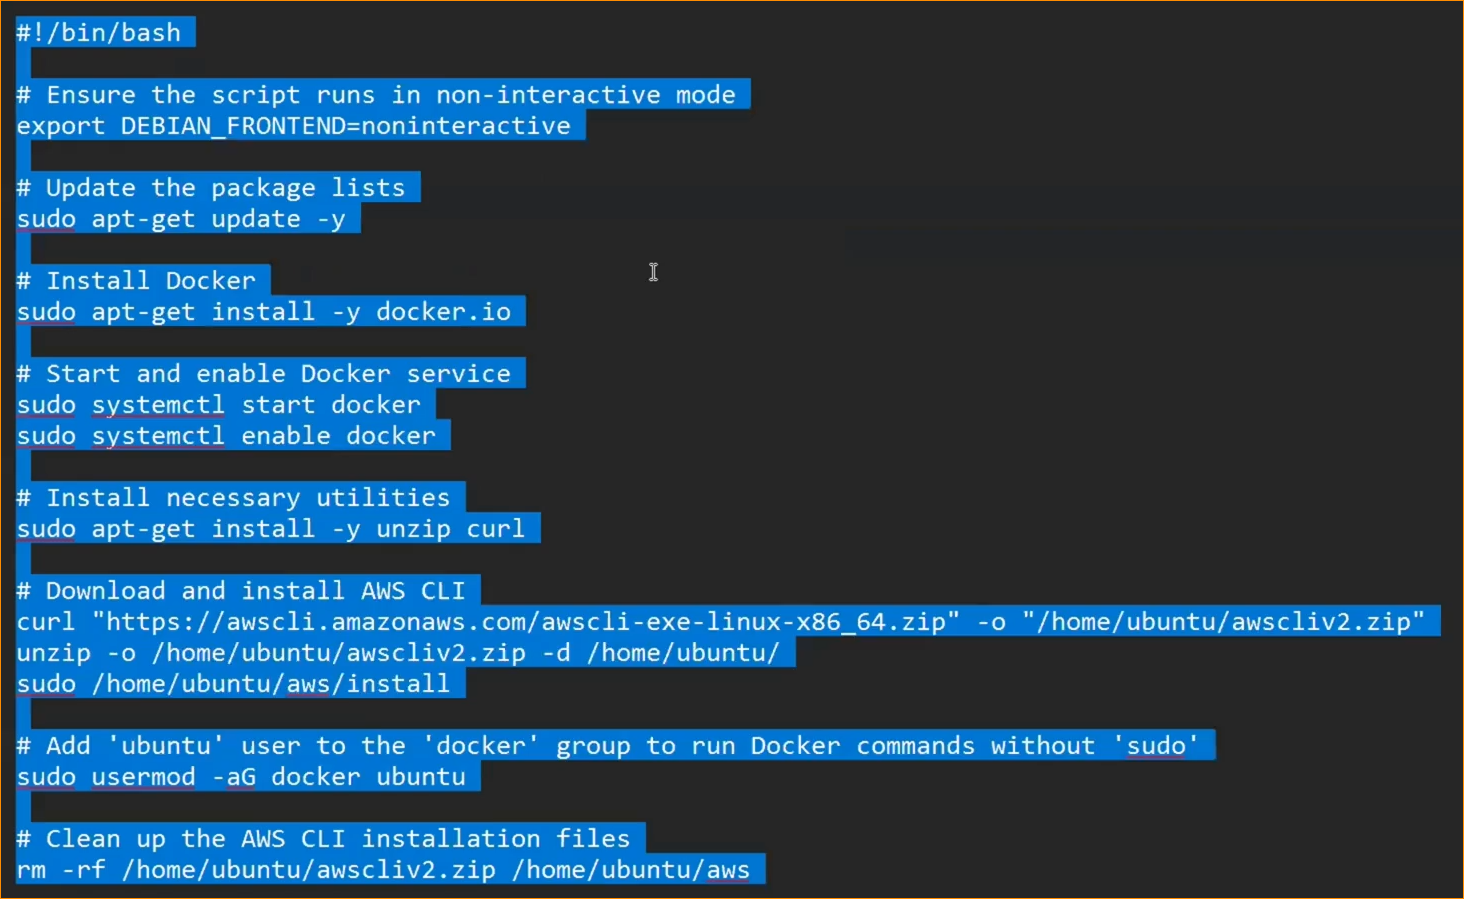 #!/bin/bash
# Ensure the script runs in non-interactive mode
export DEBIAN_FRONTEND=noninteractive
# Update the package lists
sudo apt-get update -y
# Install Docker
sudo apt-get install -y docker.io
# Start and enable Docker service
sudo systemctl start docker
sudo systemctl enable docker
# Install necessary utilities
sudo apt-get install -y unzip curl
# Download and install AWS CLI
curl "https://awscli.amazonaws.com/awscli-exe-linux-x86_64.zip" -o "/home/ubuntu/awscliv2.zip"
unzip -o /home/ubuntu/awscliv2.zip -d /home/ubuntu/
sudo /home/ubuntu/aws/install
# Add 'ubuntu' user to the 'docker' group to run Docker commands without 'sudo'
sudo usermod -aG docker ubuntu
# Clean up the AWS CLI installation files
rm -rf /home/ubuntu/awscliv2.zip /home/ubuntu/aws